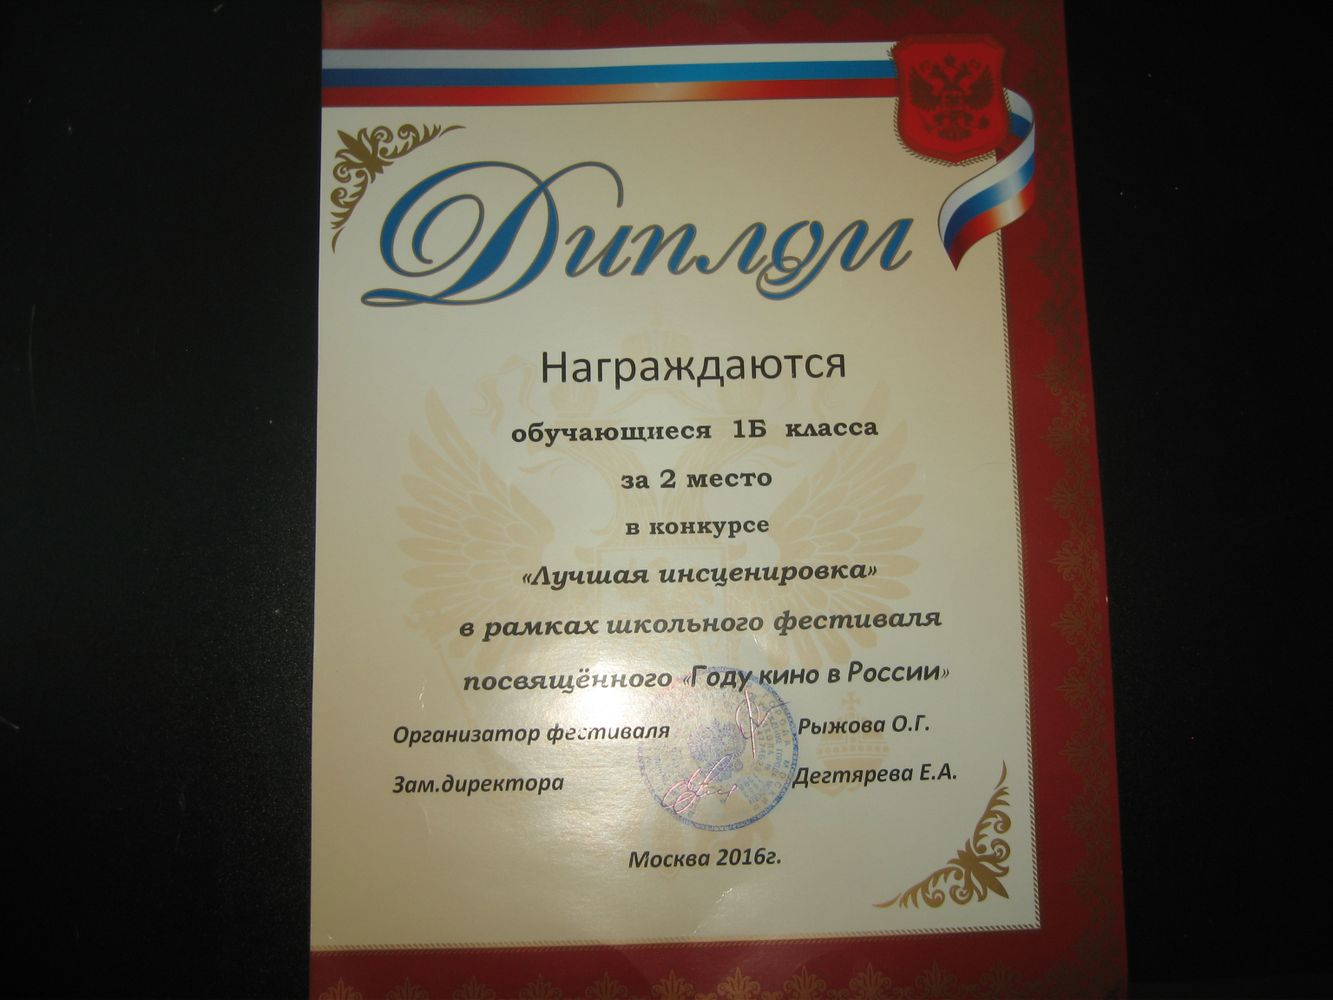 Диплом
Награждаются
обучающиеся 1Б класса
за 2 место
в конкурсе
«Лучшая инсценировка»
в рамках школьного фестиваля
посвящённого «Году кино в России»
Организатор фестиваля Рыжова О.Г.
Зам.директора Дегтярева Е.А.
Москва 2016г.